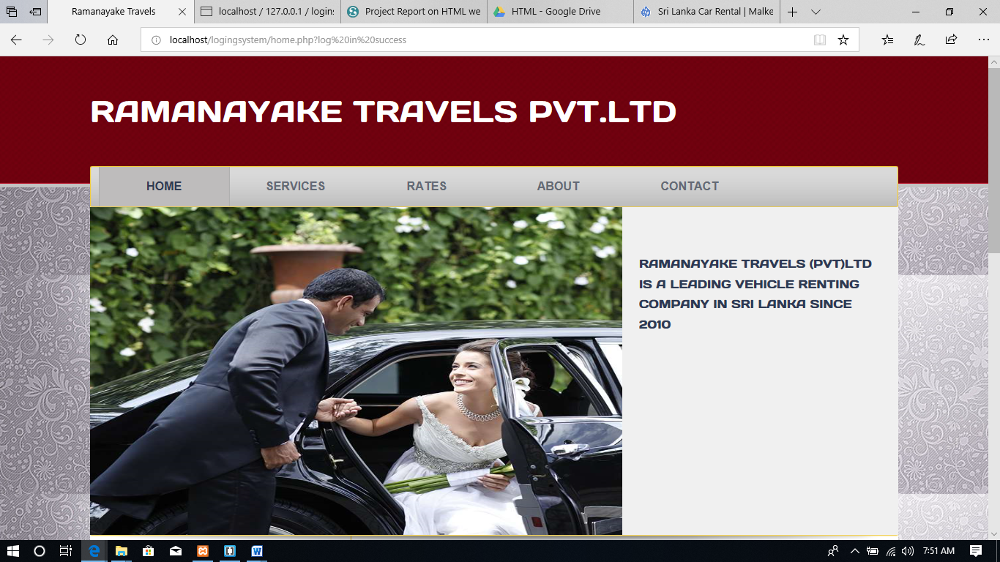 Ramanayake Travels
localhost / 127.0.0.1 / logins
Project Report on HTML we
HTML - Google Drive
Sri Lanka Car Rental | Malke
localhost/logingsystem/home.php?log%20in%20success
RAMANAYAKE TRAVELS PVT.LTD
HOME SERVICES RATES ABOUT CONTACT
RAMANAYAKE TRAVELS (PVT)LTD
IS A LEADING VEHICLE RENTING
COMPANY IN SRI LANKA SINCE
2010
7:51 AM